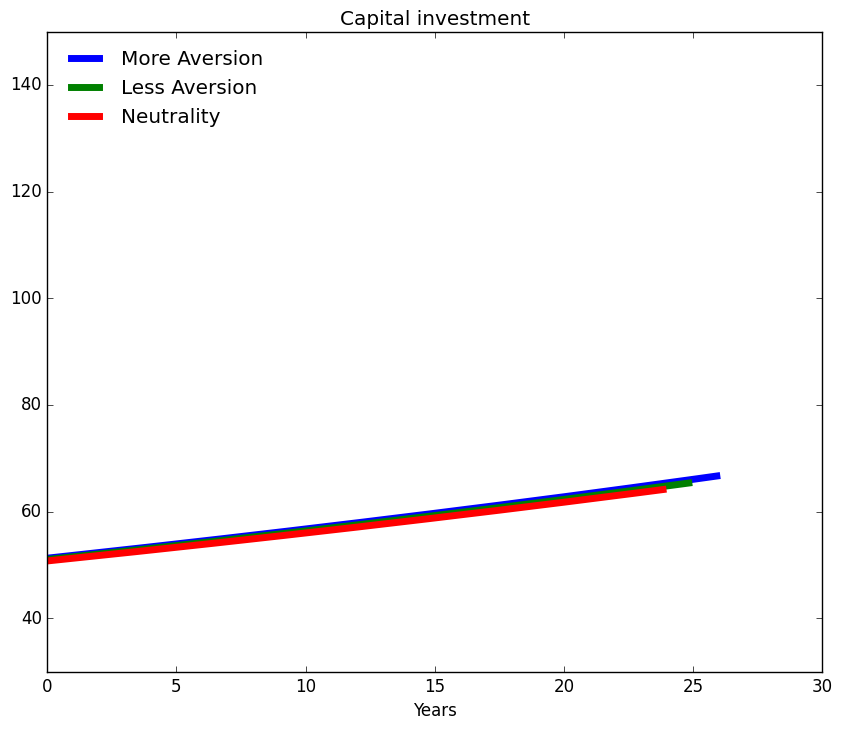 Capital investment
More Aversion
Less Aversion
Neutrality
140
120
100
80
60
40
0 5 10 15 20 25 30
Years